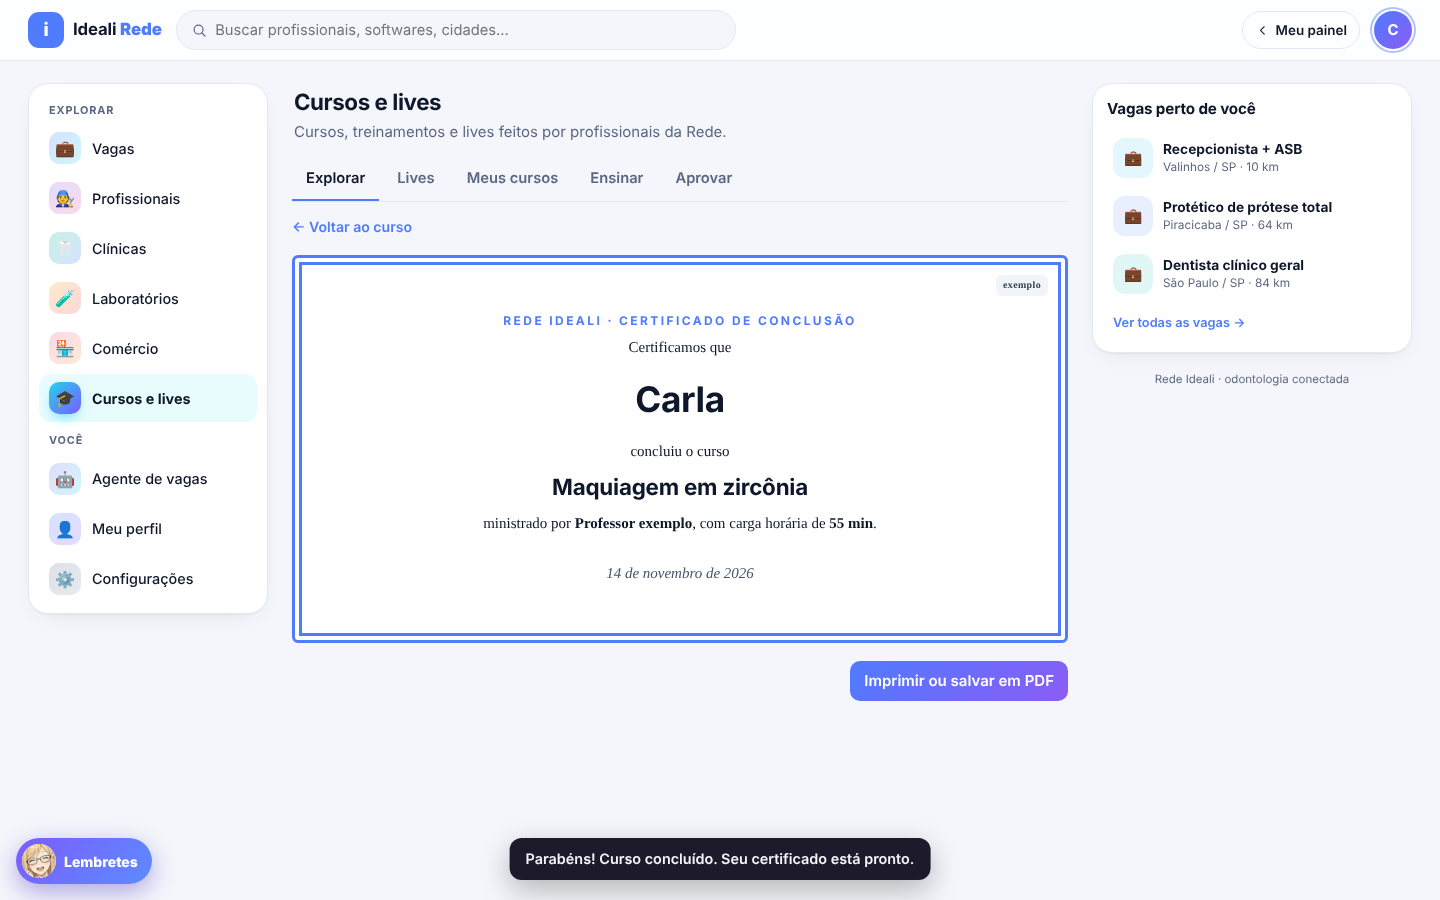 i Ideali Rede
Buscar profissionais, softwares, cidades...
Meu painel
C
EXPLORAR
Vagas
Profissionais
Clínicas
Laboratórios
Comércio
Cursos e lives
VOCÊ
Agente de vagas
Meu perfil
Configurações
Cursos e lives
Cursos, treinamentos e lives feitos por profissionais da Rede.
Explorar Lives Meus cursos Ensinar Aprovar
← Voltar ao curso
exemplo
REDE IDEALI · CERTIFICADO DE CONCLUSÃO
Certificamos que
Carla
concluiu o curso
Maquiagem em zircônia
ministrado por Professor exemplo, com carga horária de 55 min.
14 de novembro de 2026
Imprimir ou salvar em PDF
Vagas perto de você
Recepcionista + ASB
Valinhos / SP · 10 km
Protético de prótese total
Piracicaba / SP · 64 km
Dentista clínico geral
São Paulo / SP · 84 km
Ver todas as vagas →
Rede Ideali · odontologia conectada
Lembretes
Parabéns! Curso concluído. Seu certificado está pronto.